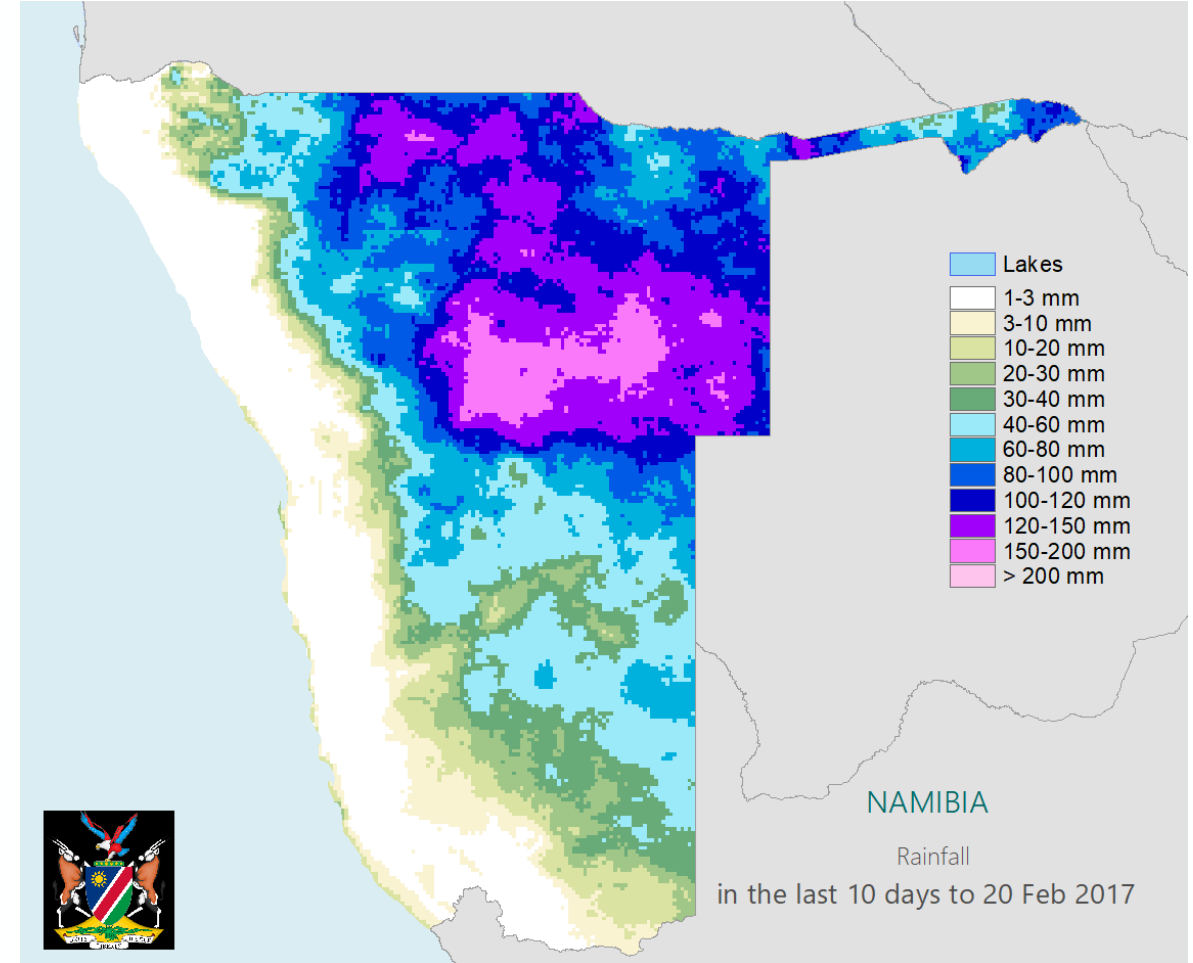 Lakes
1-3 mm
3-10 mm
10-20 mm
20-30 mm
30-40 mm
40-60 mm
60-80 mm
80-100 mm
100-120 mm
120-150 mm
150-200 mm
> 200 mm
NAMIBIA
Rainfall
in the last 10 days to 20 Feb 2017